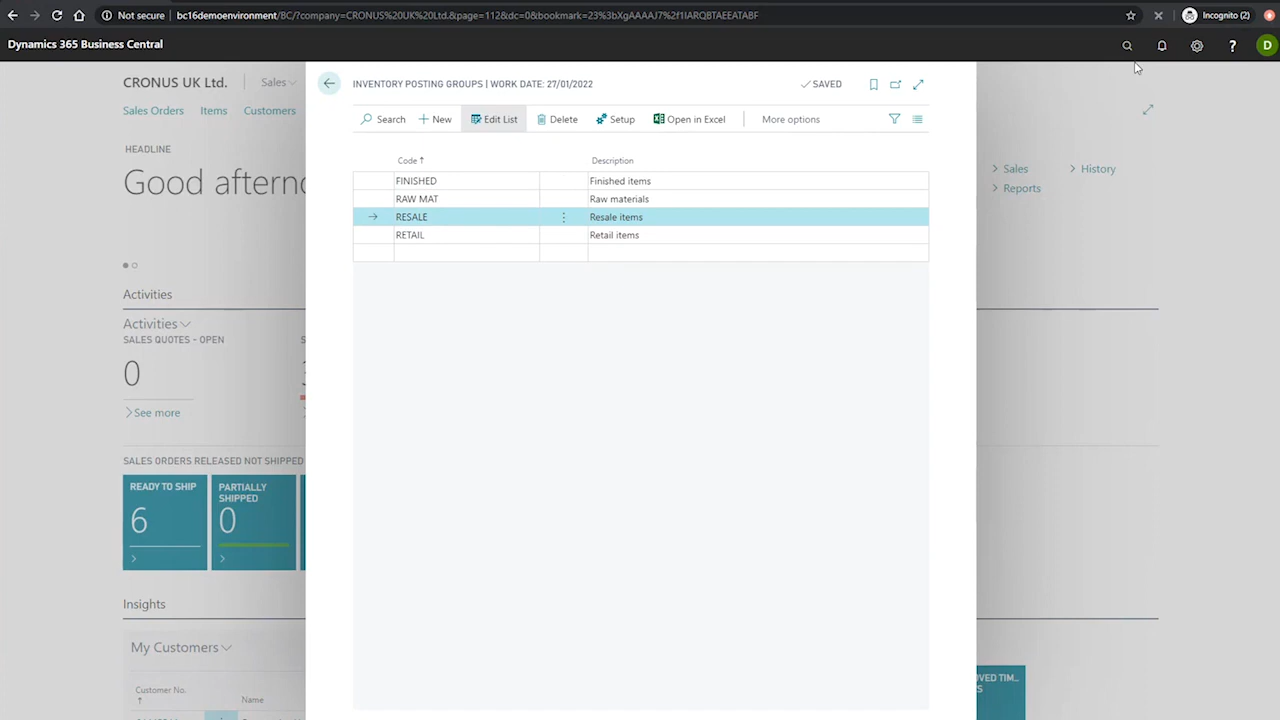 Not secure | bc16demoenvironment/BC/?company=CRONUS%20UK%20Ltd.&page=112&dc=0&bookmark=23%3bXgAAAAJ7%2f1IARQBTAEEATABF
Incognito (2)
Dynamics 365 Business Central
D
CRONUS UK Ltd.
Sales
INVENTORY POSTING GROUPS | WORK DATE: 27/01/2022
SAVED
Sales Orders
Items
Customers
Search
New
Edit List
Delete
Setup
Open in Excel
More options
HEADLINE
Good afterno
Code ↑
Description
FINISHED
Finished items
RAW MAT
Raw materials
RESALE
Resale items
RETAIL
Retail items
Sales
History
Reports
Activities
Activities
SALES QUOTES - OPEN
0
See more
SALES ORDERS RELEASED NOT SHIPPED
READY TO SHIP
6
PARTIALLY
SHIPPED
0
Insights
My Customers
Customer No.
↑
Name
OVED TIM...
S